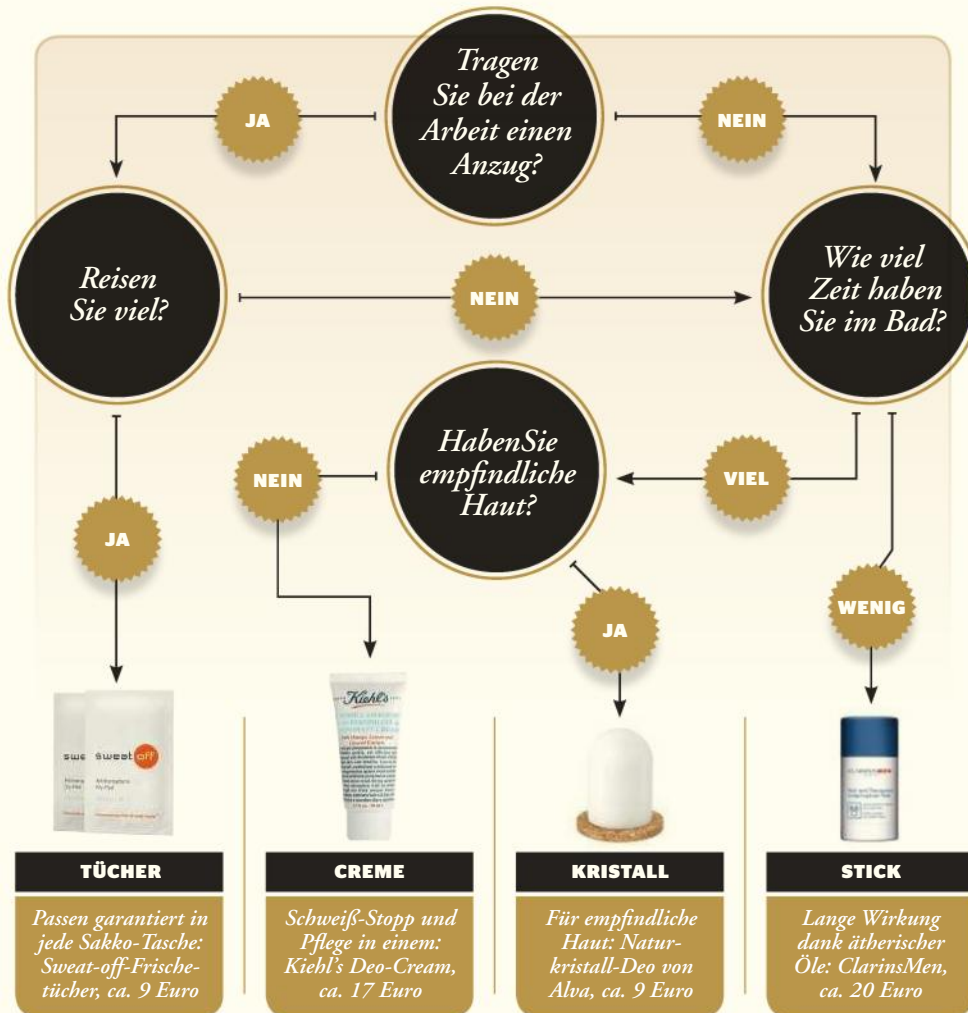 Tragen
Sie bei der
Arbeit einen
Anzug?
JA
NEIN
Reisen
Sie viel?
NEIN
Wie viel
Zeit haben
Sie im Bad?
HabenSie
empfindliche
Haut?
NEIN
VIEL
JA
JA
WENIG
Kiehl's
swe
sweat off
TÜCHER
Passen garantiert in
jede Sakko-Tasche:
Sweat-off-Frische-
tücher, ca. 9 Euro
CREME
Schweiß-Stopp und
Pflege in einem:
Kiehl's Deo-Cream,
ca. 17 Euro
KRISTALL
Für empfindliche
Haut: Natur-
kristall-Deo von
Alva, ca. 9 Euro
STICK
Lange Wirkung
dank ätherischer
Öle: ClarinsMen,
ca. 20 Euro